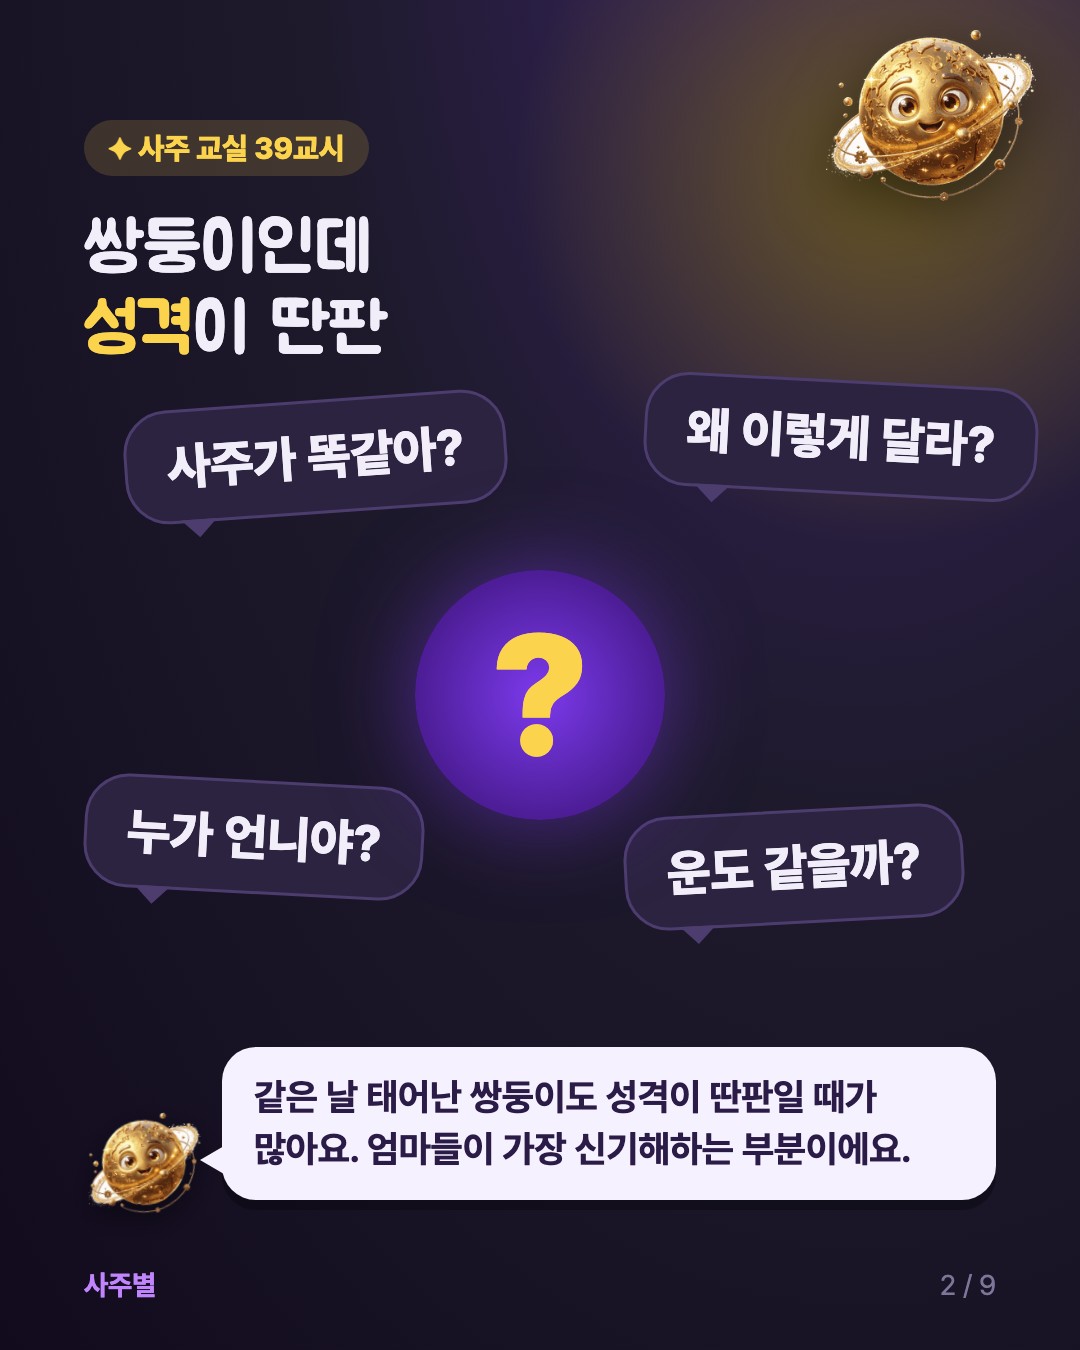 ✦ 사주 교실 39교시
쌍둥이인데
성격이 딴판
사주가 똑같아?
왜 이렇게 달라?
?
누가 언니야?
운도 같을까?
같은 날 태어난 쌍둥이도 성격이 딴판일 때가
많아요. 엄마들이 가장 신기해하는 부분이에요.
사주별
2 / 9